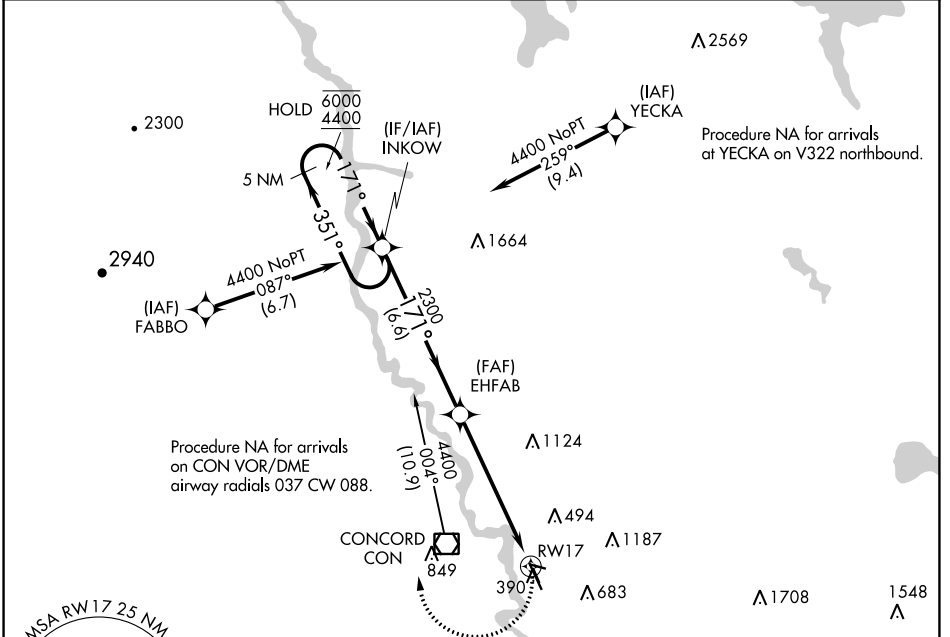 2569
(IAF)
YECKA
4400 NoPT
259°
(9.4)
Procedure NA for arrivals
at YECKA on V322 northbound.
HOLD
6000
4400
2300
(IF/IAF)
INKOW
5 NM
171°
351°
1664
2940
4400 NoPT
087°
(6.7)
(IAF)
FABBO
2300
171°
(6.6)
(FAF)
EHFAB
1124
Procedure NA for arrivals
on CON VOR/DME
airway radials 037 CW 088.
4400
004°
(10.9)
494
CONCORD
CON
849
RW17
1187
390
683
1708
1548
MSA RW17 25 NM